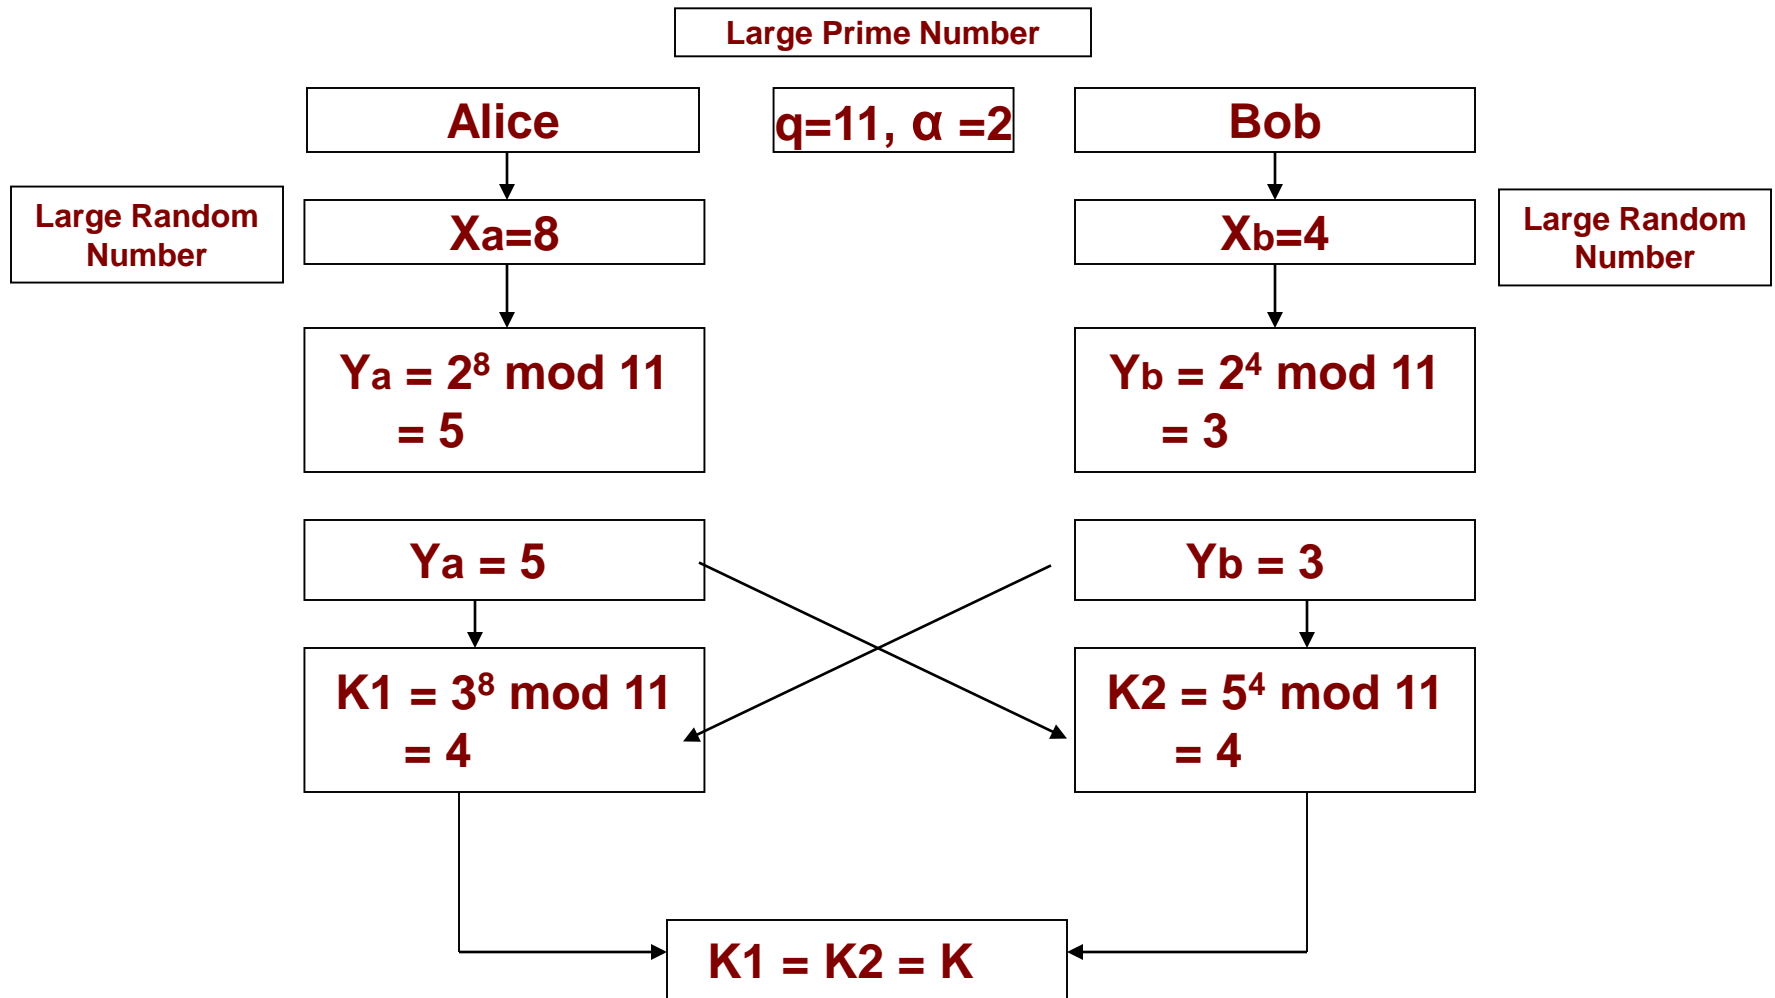 Large Prime Number
Alice
q=11, α =2
Bob
Large Random
Number
Xa=8
Xb=4
Large Random
Number
Ya = 2⁸ mod 11
= 5
Yb = 2⁴ mod 11
= 3
Ya = 5
Yb = 3
K1 = 3⁸ mod 11
= 4
K2 = 5⁴ mod 11
= 4
K1 = K2 = K